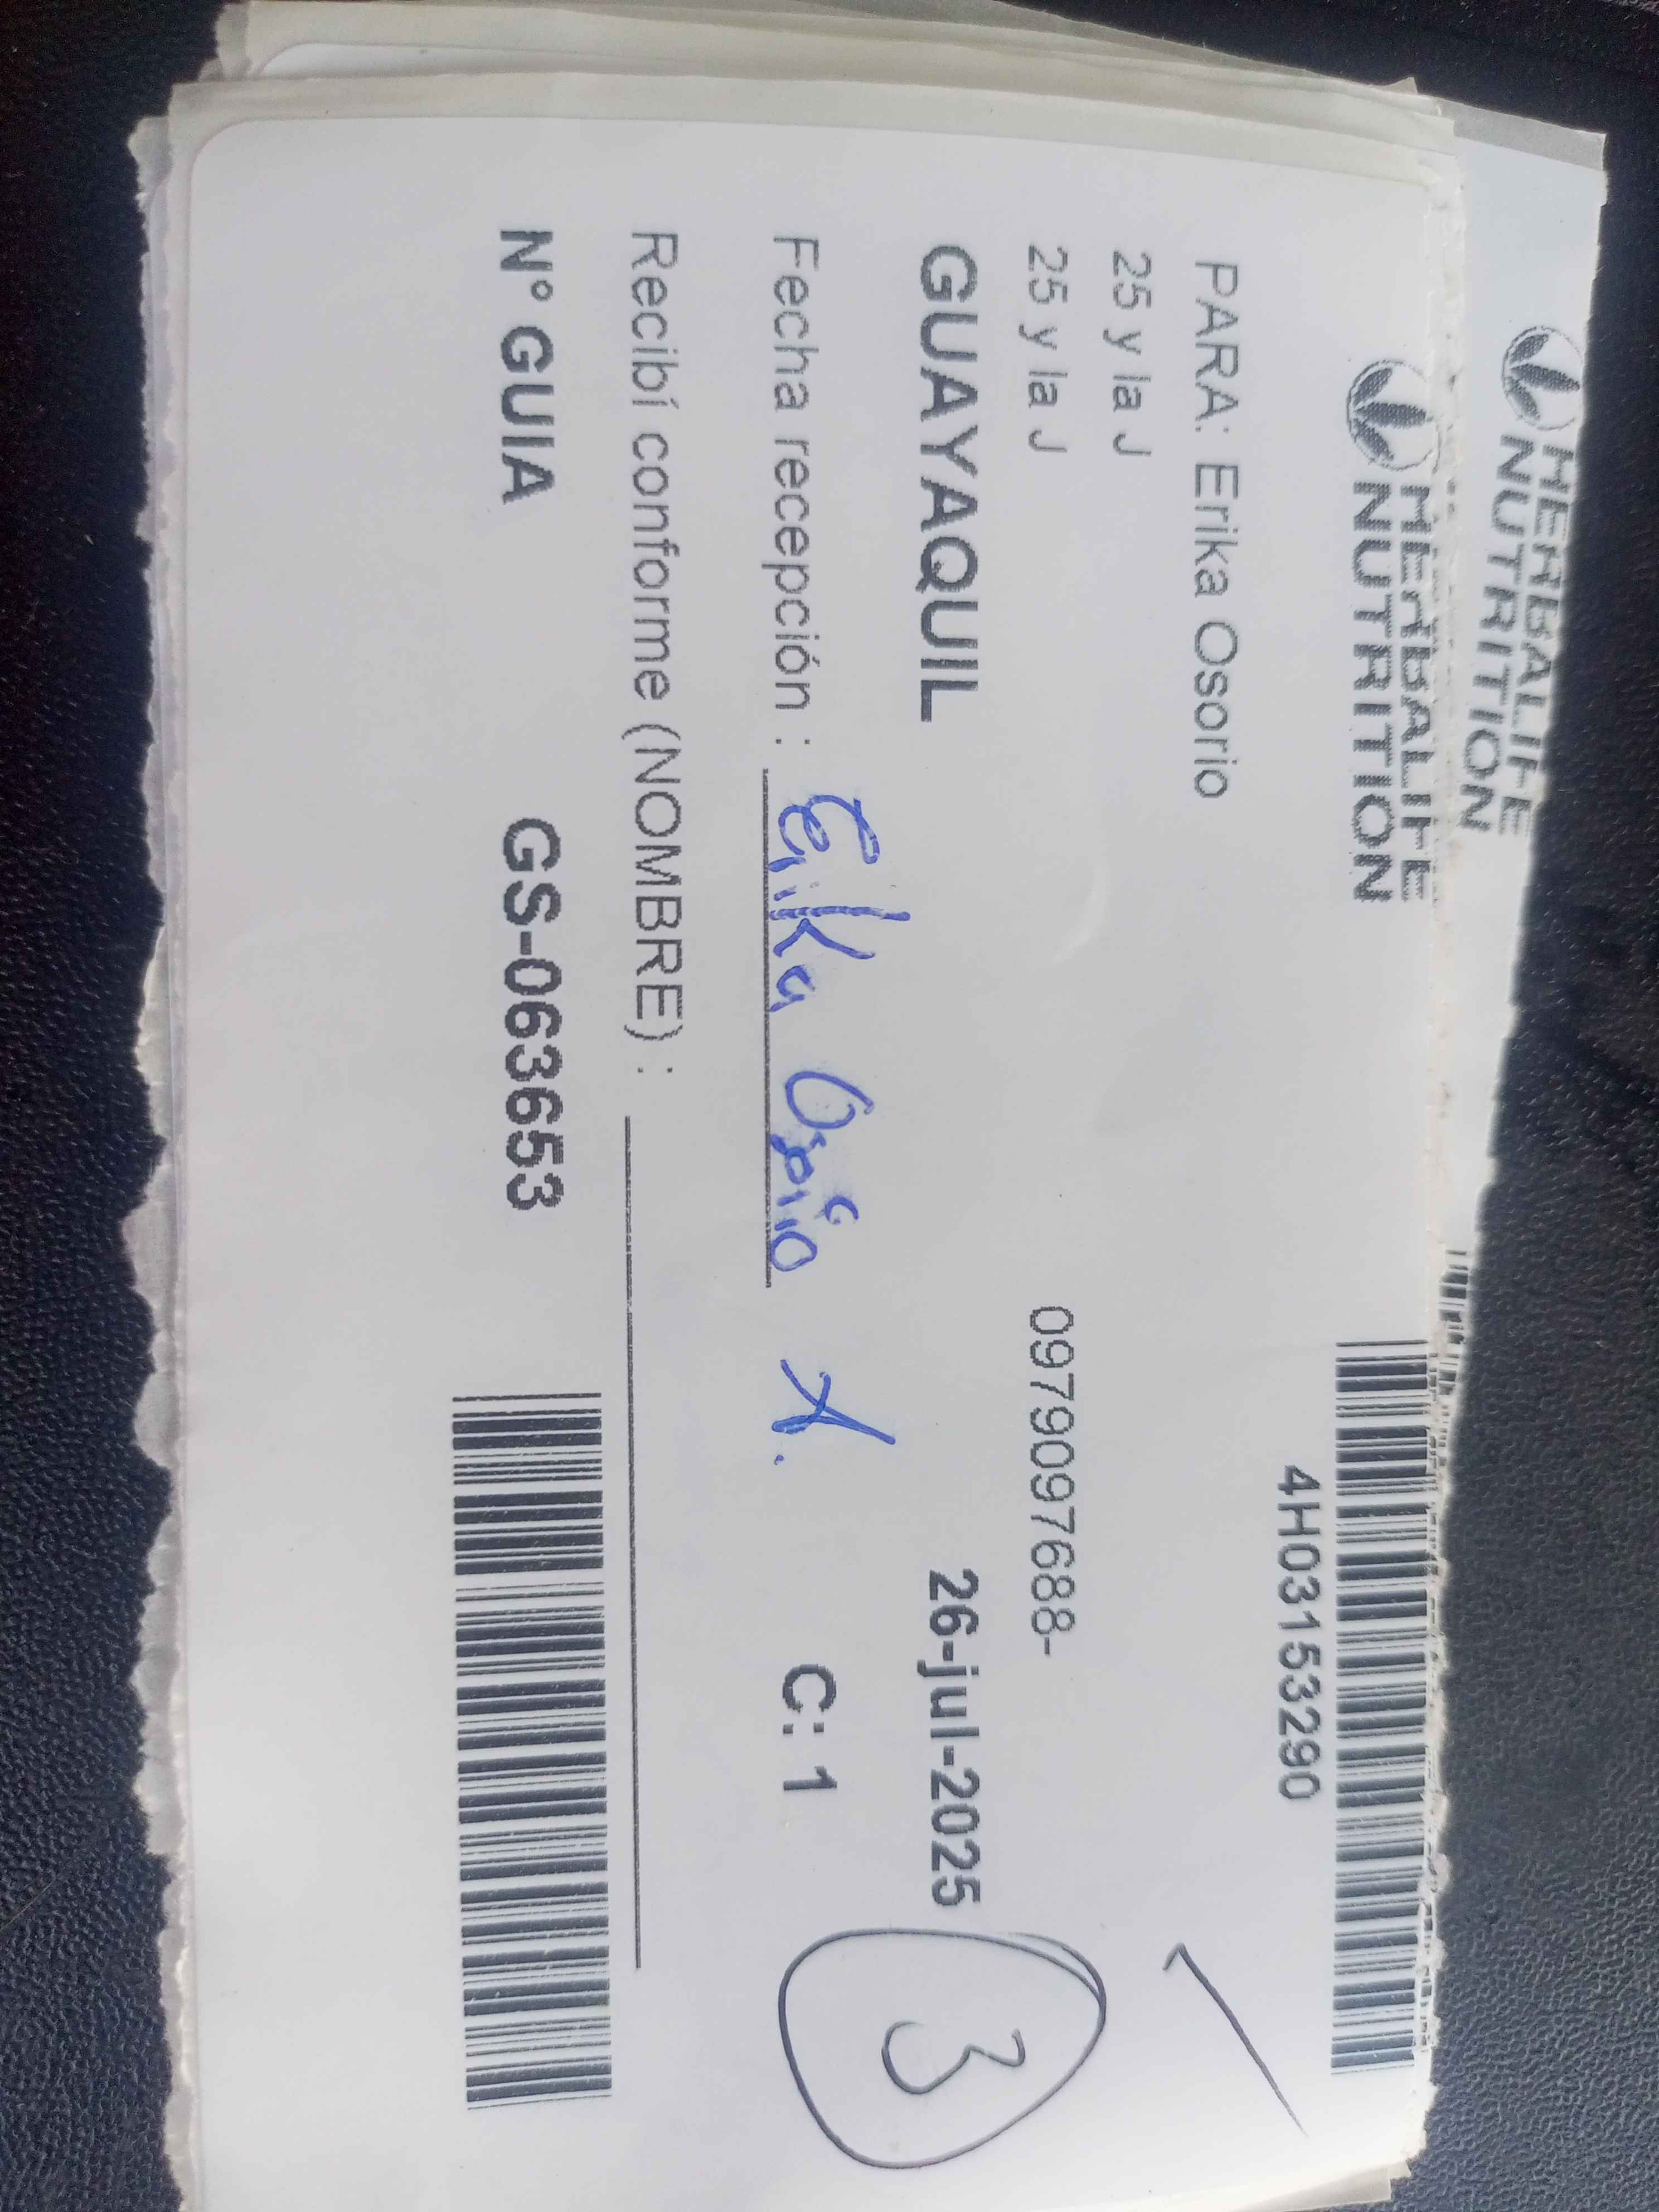 HERBALIFE
NUTRITION
HERBALIFE
NUTRITION
4H03153290
PARA: Erika Osorio
25 y la J
25 y la J 0979097688-
GUAYAQUIL 26-jul-2025
3
Fecha recepción : Erika Osorio A. C: 1
Recibí conforme (NOMBRE) :
N° GUIA GS-063653